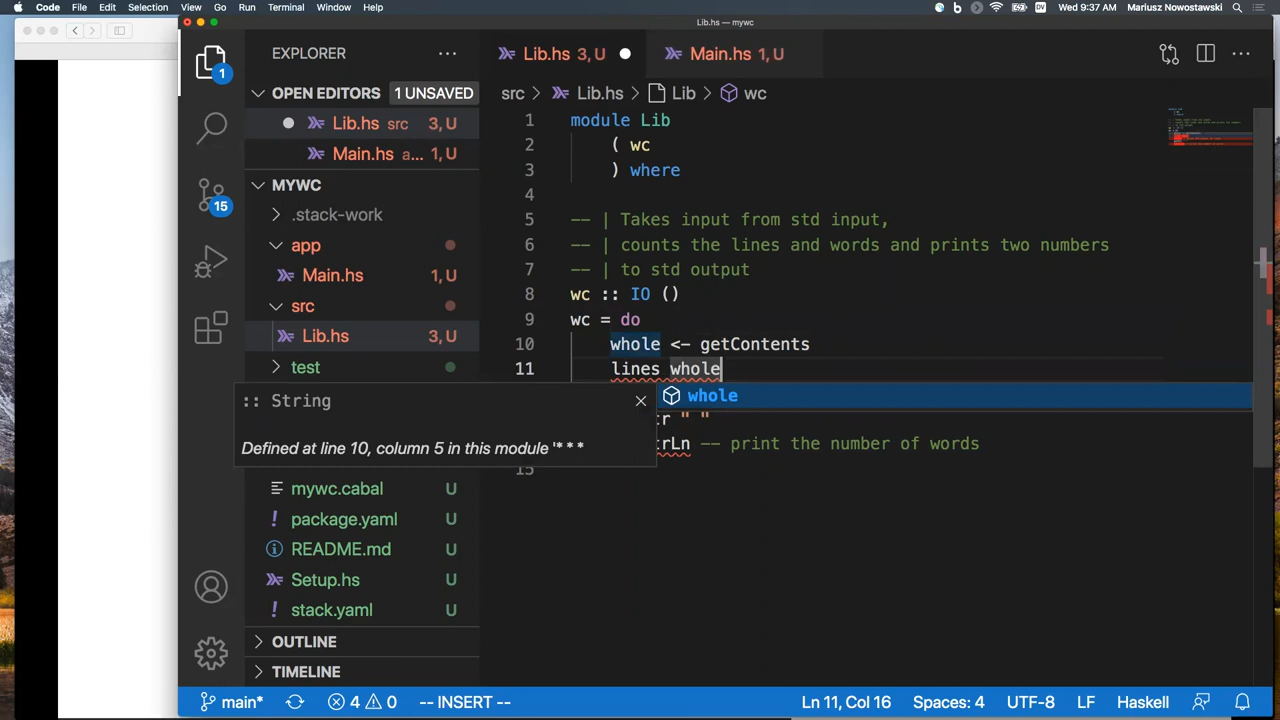 Code File Edit Selection View Go Run Terminal Window Help
DV Wed 9:37 AM Mariusz Nowostawski
Lib.hs — mywc
EXPLORER
Lib.hs 3, U
Main.hs 1, U
1
OPEN EDITORS 1 UNSAVED
src > Lib.hs > Lib > wc
Lib.hs src 3, U
Main.hs a... 1, U
MYWC
.stack-work
app
Main.hs 1, U
src
Lib.hs 3, U
test
15
mywc.cabal U
package.yaml U
README.md U
Setup.hs U
stack.yaml U
OUTLINE
TIMELINE
1 module Lib
2 ( wc
3 ) where
4
5 -- | Takes input from std input,
6 -- | counts the lines and words and prints two numbers
7 -- | to std output
8 wc :: IO ()
9 wc = do
10 whole <- getContents
11 lines whole
whole
:: String
Defined at line 10, column 5 in this module '* * *
tr " "
trLn -- print the number of words
15
main* 4 0 -- INSERT -- Ln 11, Col 16 Spaces: 4 UTF-8 LF Haskell